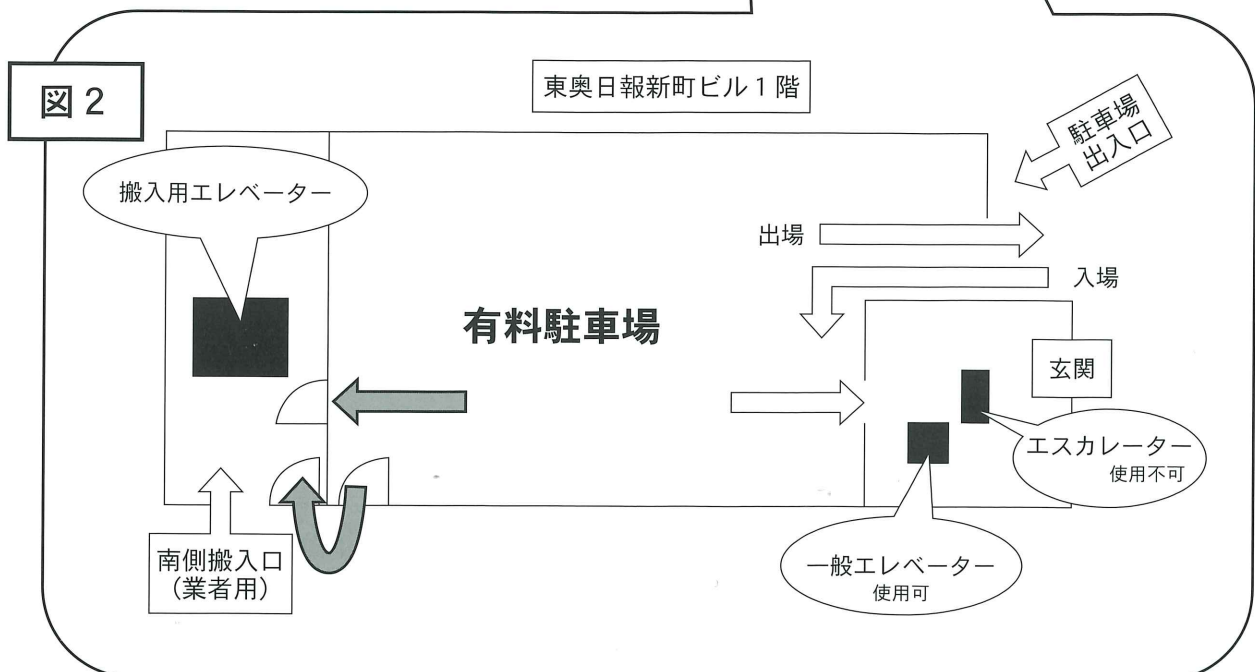 図2
東奥日報新町ビル1階
駐車場
出入口
搬入用エレベーター
出場
入場
有料駐車場
玄関
エスカレーター
使用不可
南側搬入口
(業者用)
一般エレベーター
使用可